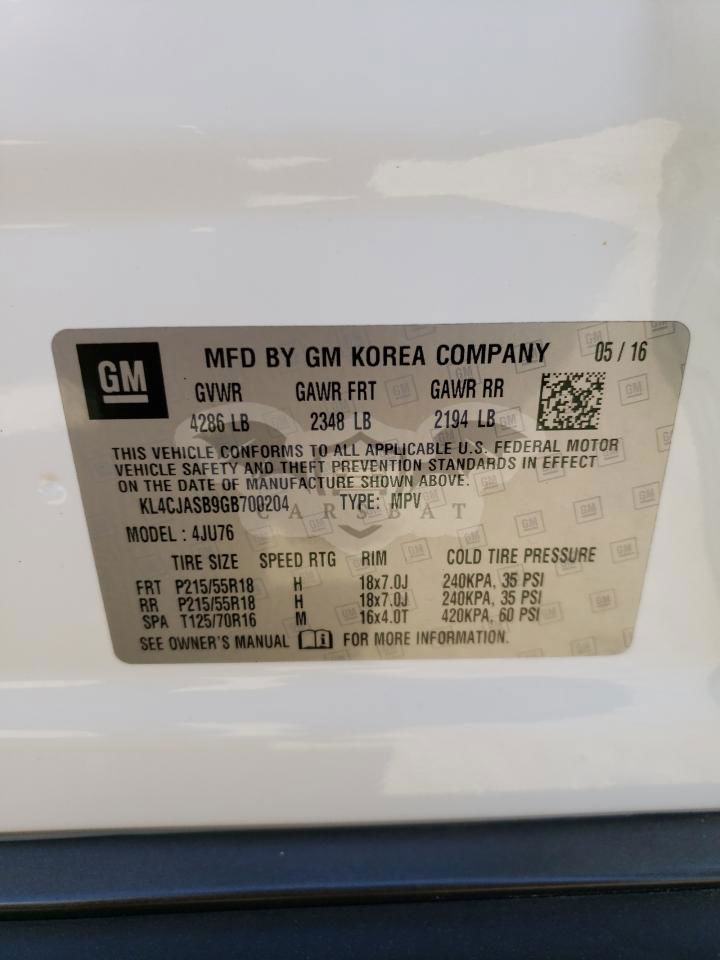 GM MFD BY GM KOREA COMPANY 05 / 16
GVWR GAWR FRT GAWR RR
4286 LB 2348 LB 2194 LB
THIS VEHICLE CONFORMS TO ALL APPLICABLE U.S. FEDERAL MOTOR
VEHICLE SAFETY AND THEFT PREVENTION STANDARDS IN EFFECT
ON THE DATE OF MANUFACTURE SHOWN ABOVE.
KL4CJASB9GB700204 TYPE: MPV
CARSBAT
MODEL : 4JU76
TIRE SIZE SPEED RTG RIM COLD TIRE PRESSURE
FRT P215/55R18 H 18x7.0J 240KPA, 35 PSI
RR P215/55R18 H 18x7.0J 240KPA, 35 PSI
SPA T125/70R16 M 16x4.0T 420KPA, 60 PSI
SEE OWNER'S MANUAL FOR MORE INFORMATION.